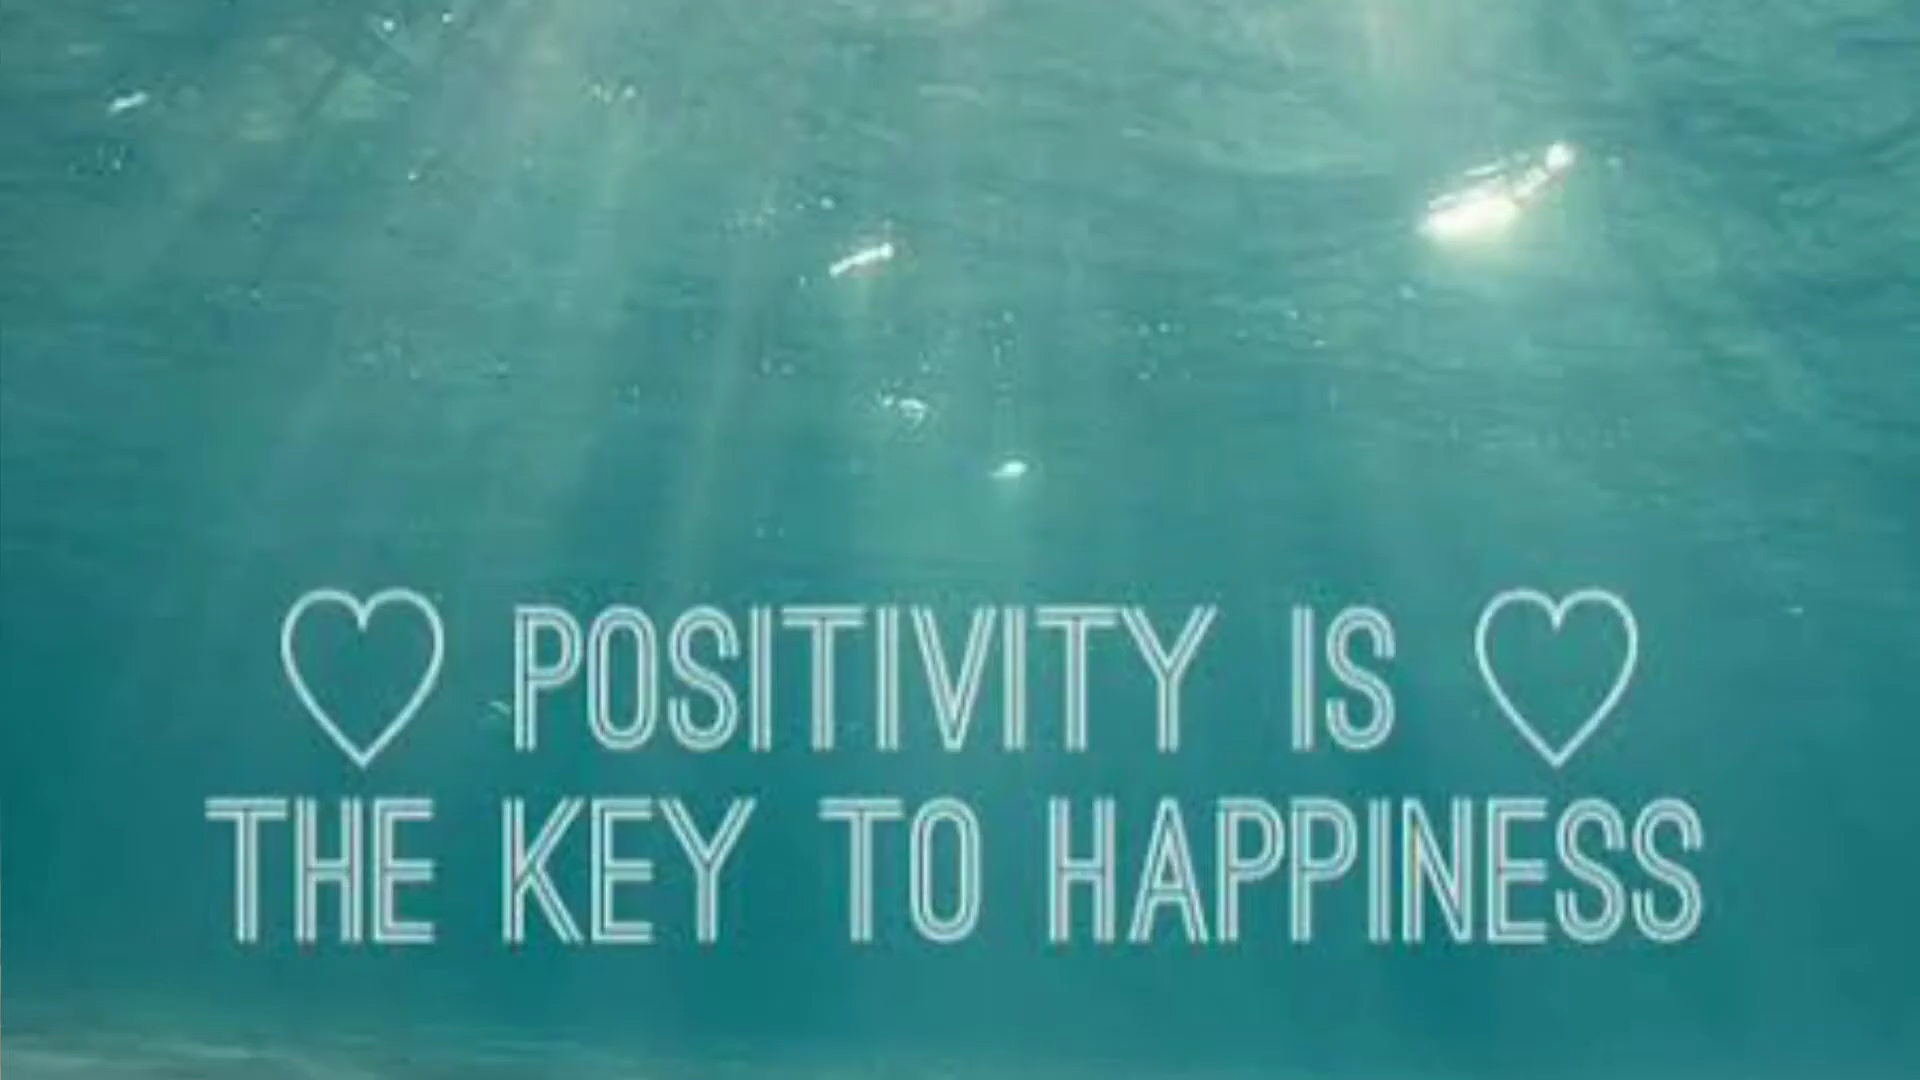 ♡ POSITIVITY IS ♡
THE KEY TO HAPPINESS